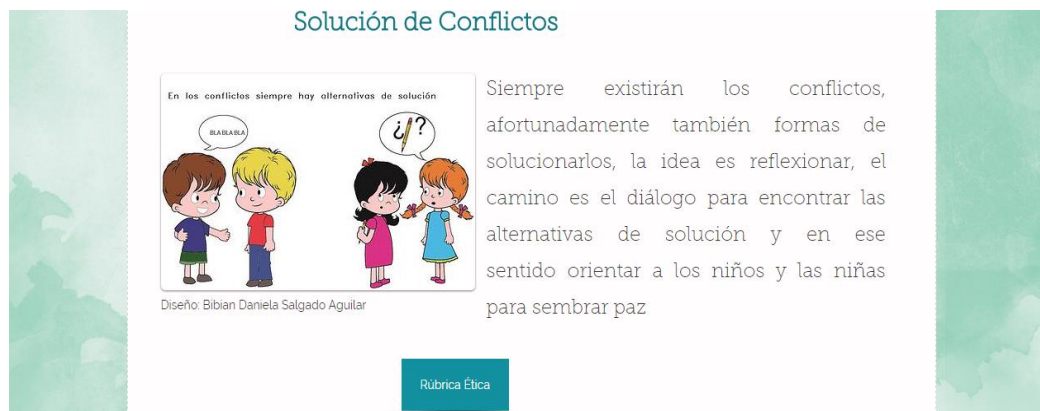 Solución de Conflictos
En los conflictos siempre hay alternativas de solución
BLA BLA BLA
¿/?
Diseño: Bibian Daniela Salgado Aguilar
Siempre existirán los conflictos,
afortunadamente también formas de
solucionarlos, la idea es reflexionar, el
camino es el diálogo para encontrar las
alternativas de solución y en ese
sentido orientar a los niños y las niñas
para sembrar paz
Rúbrica Ética